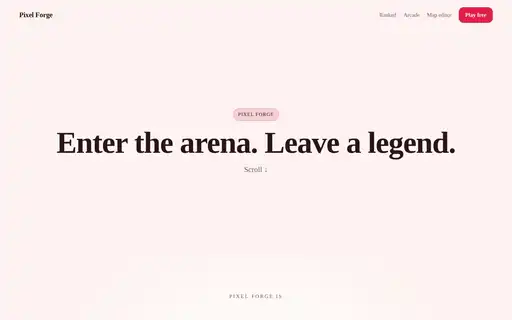 Pixel Forge
Ranked Arcade Map editor Play free
PIXEL FORGE
Enter the arena. Leave a legend.
Scroll ↓
PIXEL FORGE IS